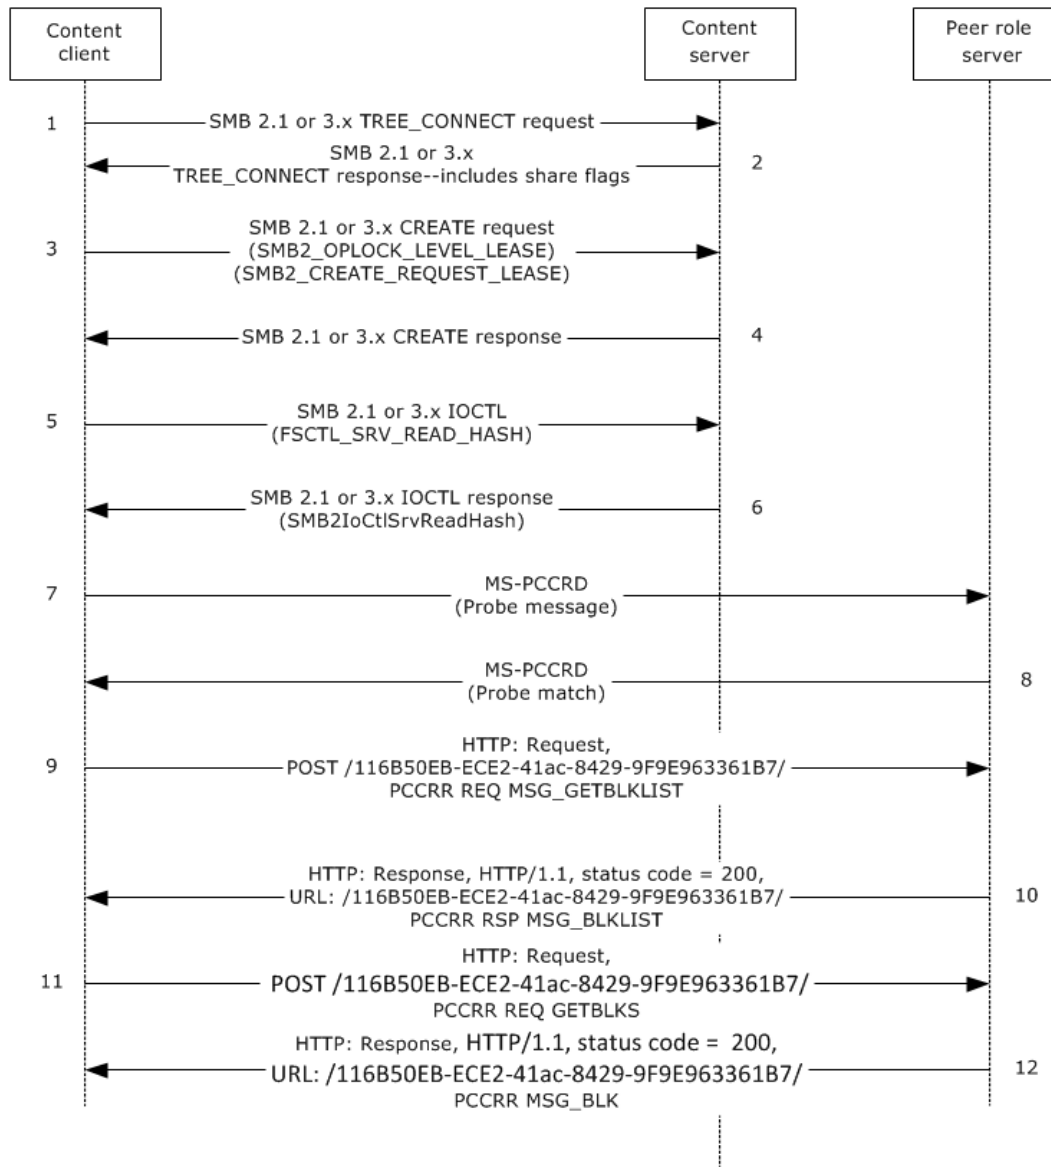 Content
client
Content
server
Peer role
server
1
SMB 2.1 or 3.x TREE_CONNECT request
SMB 2.1 or 3.x
TREE_CONNECT response--includes share flags
2
SMB 2.1 or 3.x CREATE request
3
(SMB2_OPLOCK_LEVEL_LEASE)
(SMB2_CREATE_REQUEST_LEASE)
SMB 2.1 or 3.x CREATE response
4
5
SMB 2.1 or 3.x IOCTL
(FSCTL_SRV_READ_HASH)
SMB 2.1 or 3.x IOCTL response
(SMB2IoCtlSrvReadHash)
6
7
MS-PCCRD
(Probe message)
MS-PCCRD
(Probe match)
8
HTTP: Request,
9
POST /116B50EB-ECE2-41ac-8429-9F9E963361B7/
PCCRR REQ MSG_GETBLKLIST
HTTP: Response, HTTP/1.1, status code = 200,
URL: /116B50EB-ECE2-41ac-8429-9F9E963361B7/
10
PCCRR RSP MSG_BLKLIST
HTTP: Request,
11
POST /116B50EB-ECE2-41ac-8429-9F9E963361B7/
PCCRR REQ GETBLKS
HTTP: Response, HTTP/1.1, status code = 200,
URL: /116B50EB-ECE2-41ac-8429-9F9E963361B7/
12
PCCRR MSG_BLK